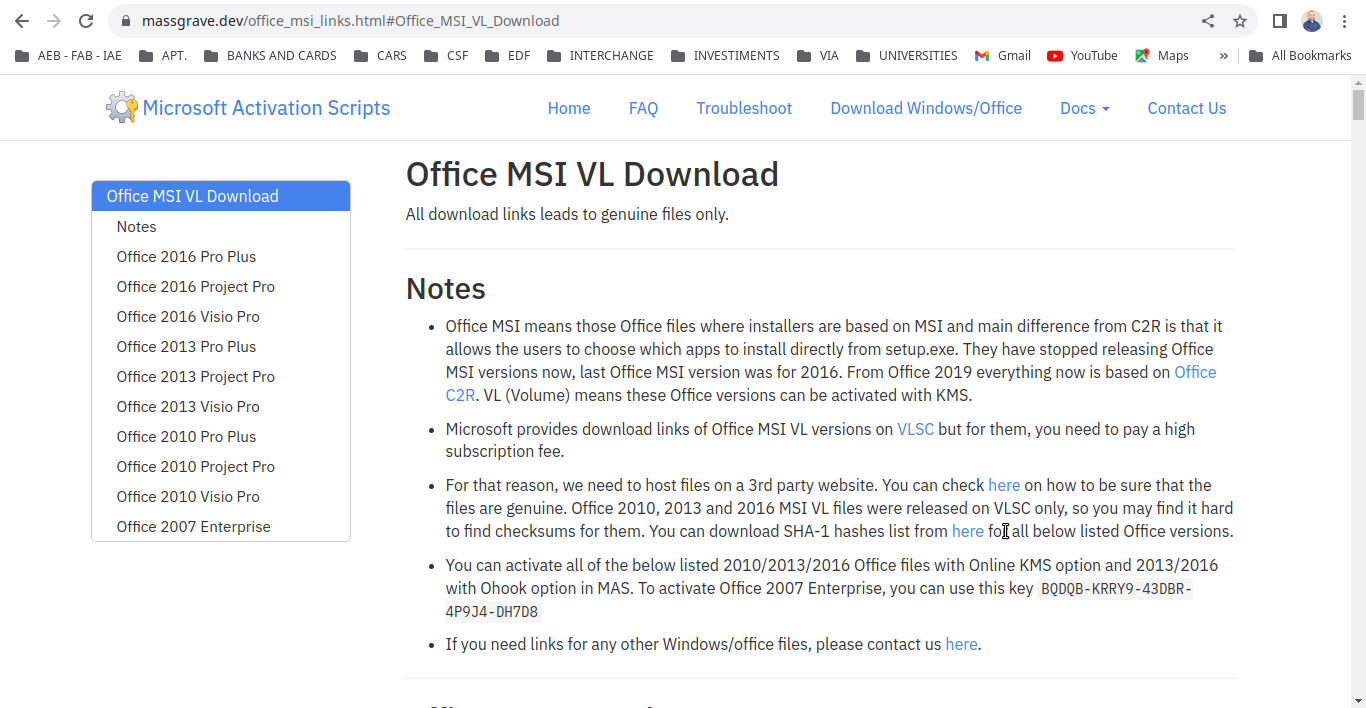 massgrave.dev/office_msi_links.html#Office_MSI_VL_Download
AEB - FAB - IAE APT. BANKS AND CARDS CARS CSF EDF INTERCHANGE INVESTIMENTS VIA UNIVERSITIES Gmail YouTube Maps » All Bookmarks
Microsoft Activation Scripts Home FAQ Troubleshoot Download Windows/Office Docs Contact Us
Office MSI VL Download
Notes
Office 2016 Pro Plus
Office 2016 Project Pro
Office 2016 Visio Pro
Office 2013 Pro Plus
Office 2013 Project Pro
Office 2013 Visio Pro
Office 2010 Pro Plus
Office 2010 Project Pro
Office 2010 Visio Pro
Office 2007 Enterprise
Office MSI VL Download
All download links leads to genuine files only.
Notes
• Office MSI means those Office files where installers are based on MSI and main difference from C2R is that it
allows the users to choose which apps to install directly from setup.exe. They have stopped releasing Office
MSI versions now, last Office MSI version was for 2016. From Office 2019 everything now is based on Office
C2R. VL (Volume) means these Office versions can be activated with KMS.
• Microsoft provides download links of Office MSI VL versions on VLSC but for them, you need to pay a high
subscription fee.
• For that reason, we need to host files on a 3rd party website. You can check here on how to be sure that the
files are genuine. Office 2010, 2013 and 2016 MSI VL files were released on VLSC only, so you may find it hard
to find checksums for them. You can download SHA-1 hashes list from here for all below listed Office versions.
• You can activate all of the below listed 2010/2013/2016 Office files with Online KMS option and 2013/2016
with Ohook option in MAS. To activate Office 2007 Enterprise, you can use this key BQDQB-KRRY9-43DBR-
4P9J4-DH7D8
• If you need links for any other Windows/office files, please contact us here.